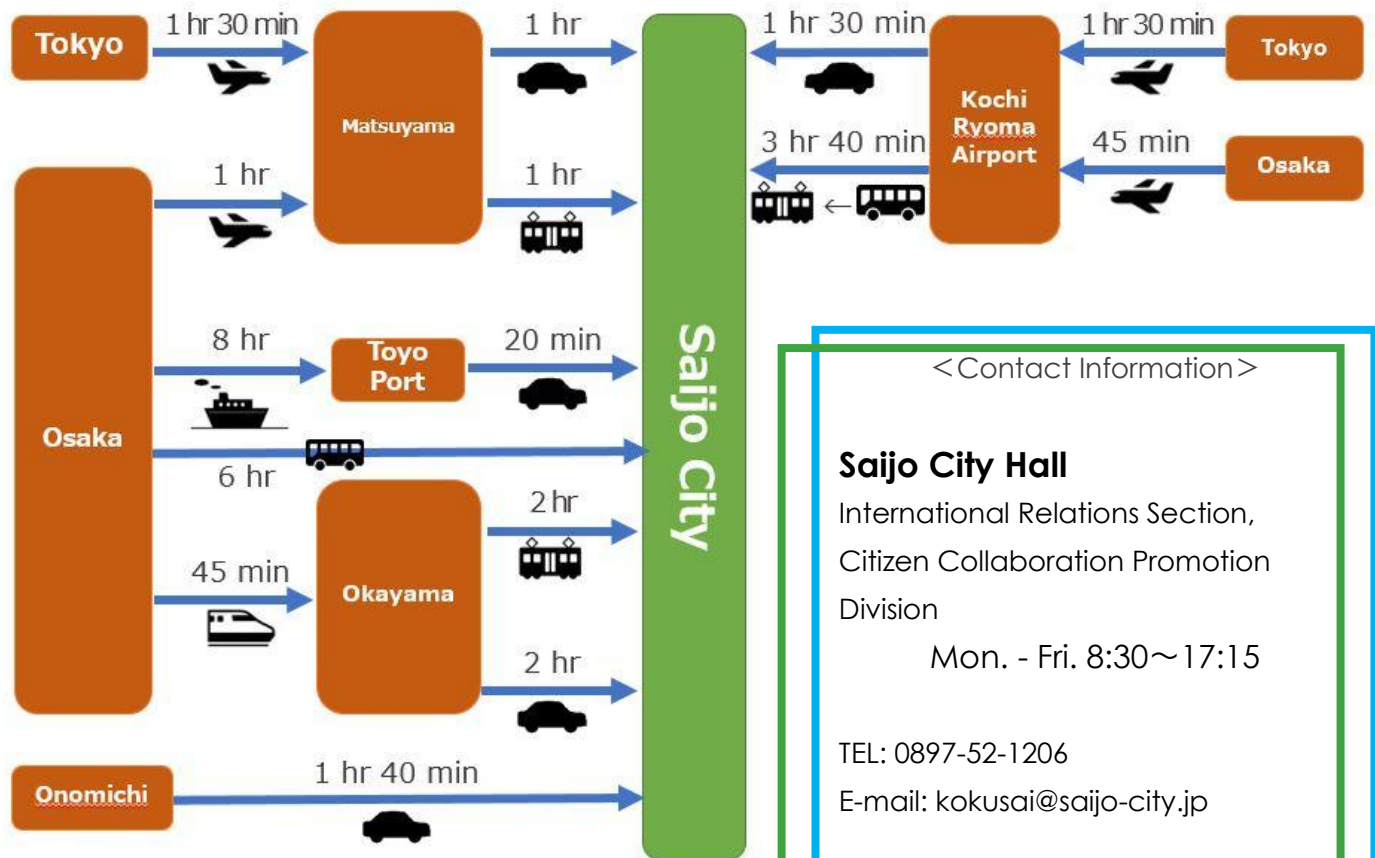 Tokyo
1 hr 30 min
Matsuyama
1 hr
Osaka
1 hr
1 hr
8 hr
Toyo
Port
20 min
6 hr
45 min
Okayama
2 hr
2 hr
Onomichi
1 hr 40 min
Saijo City
1 hr 30 min
Kochi
Ryoma
Airport
1 hr 30 min
Tokyo
3 hr 40 min
←
45 min
Osaka
<Contact Information>
Saijo City Hall
International Relations Section,
Citizen Collaboration Promotion
Division
Mon. - Fri. 8:30~17:15
TEL: 0897-52-1206
E-mail: kokusai@saijo-city.jp